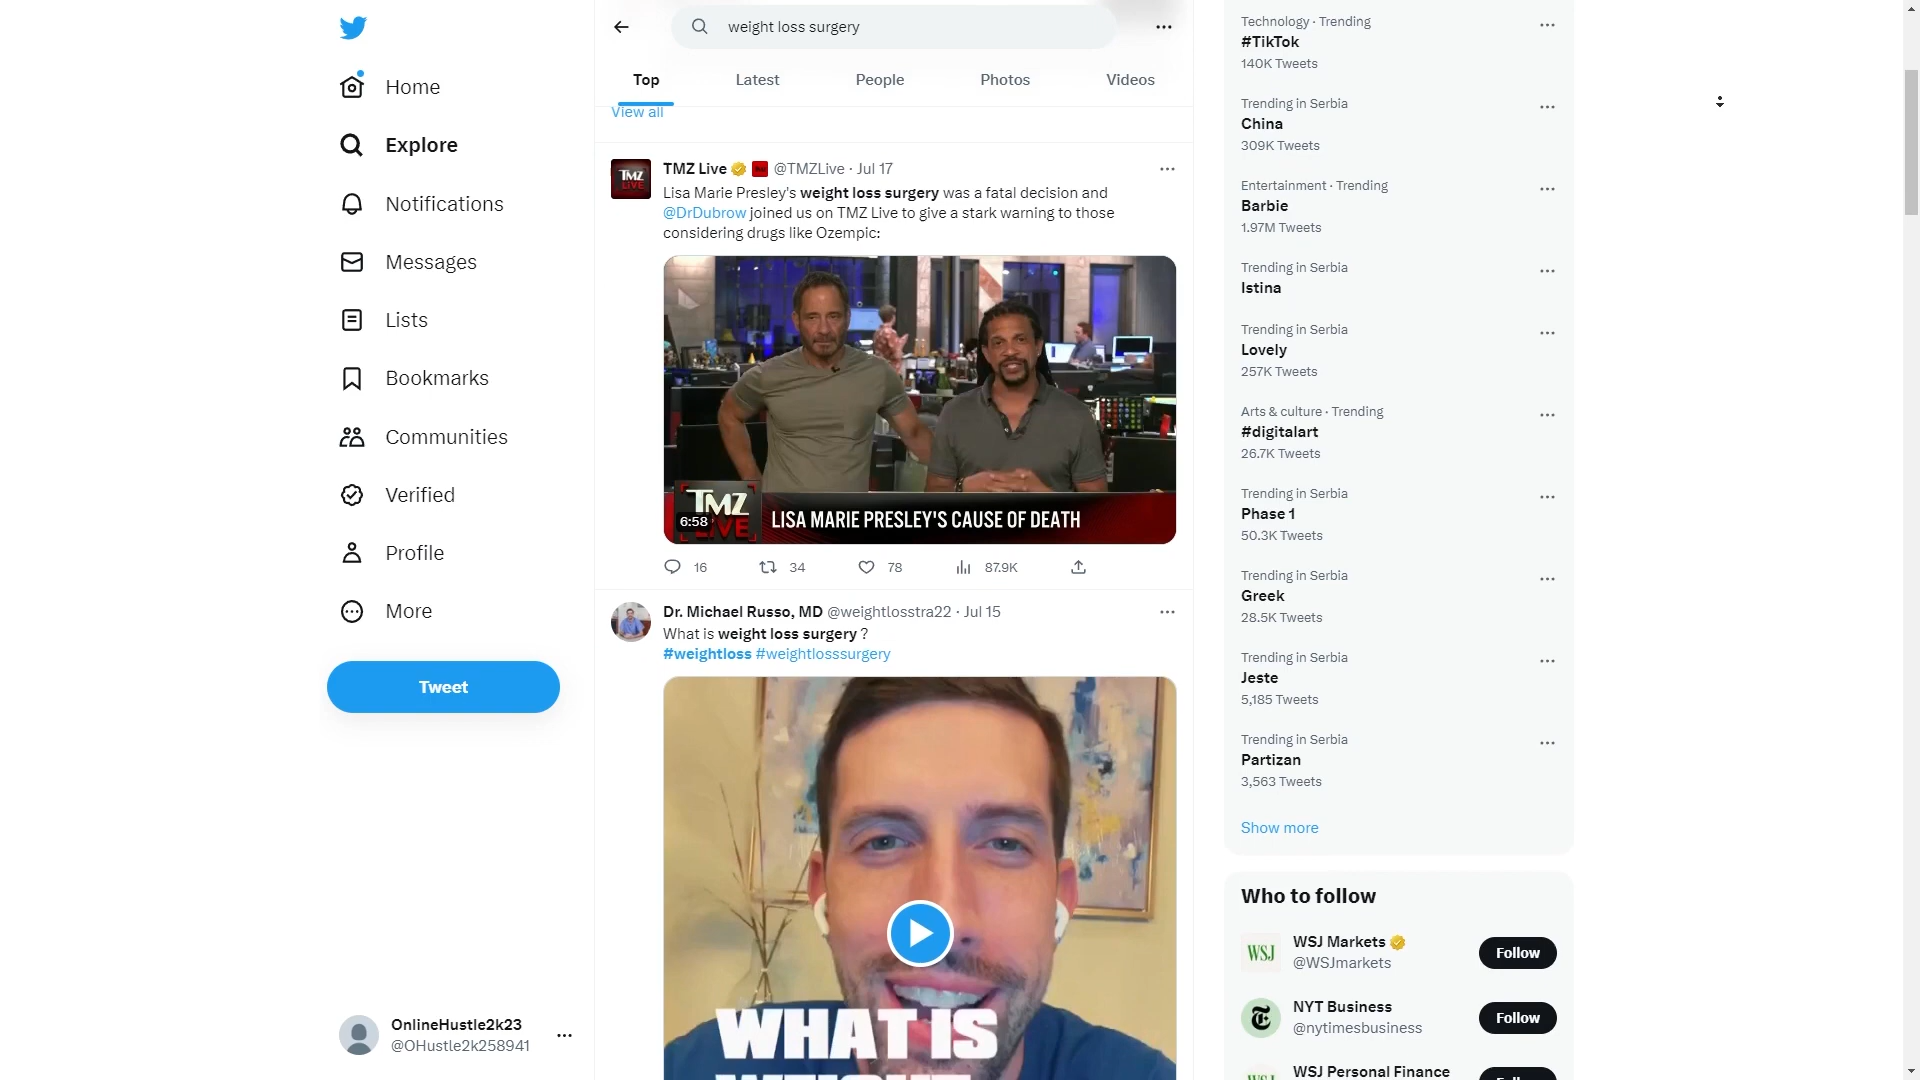 Home
Explore
Notifications
Messages
Lists
Bookmarks
Communities
Verified
Profile
More
Tweet
OnlineHustle2k23
@OHustle2k258941
weight loss surgery
Top
Latest
People
Photos
Videos
View all
TMZ Live @TMZLive · Jul 17
Lisa Marie Presley's weight loss surgery was a fatal decision and
@DrDubrow joined us on TMZ Live to give a stark warning to those
considering drugs like Ozempic:
TMZ
LIVE
6:58
LISA MARIE PRESLEY'S CAUSE OF DEATH
16
34
78
87.9K
Dr. Michael Russo, MD @weightlosstra22 · Jul 15
What is weight loss surgery ?
#weightloss #weightlosssurgery
WHAT IS
Technology · Trending
#TikTok
140K Tweets
Trending in Serbia
China
309K Tweets
Entertainment · Trending
Barbie
1.97M Tweets
Trending in Serbia
Istina
Trending in Serbia
Lovely
257K Tweets
Arts & culture · Trending
#digitalart
26.7K Tweets
Trending in Serbia
Phase 1
50.3K Tweets
Trending in Serbia
Greek
28.5K Tweets
Trending in Serbia
Jeste
5,185 Tweets
Trending in Serbia
Partizan
3,563 Tweets
Show more
Who to follow
WSJ
WSJ Markets
@WSJmarkets
Follow
NYT Business
@nytimesbusiness
Follow
WSJ Personal Finance